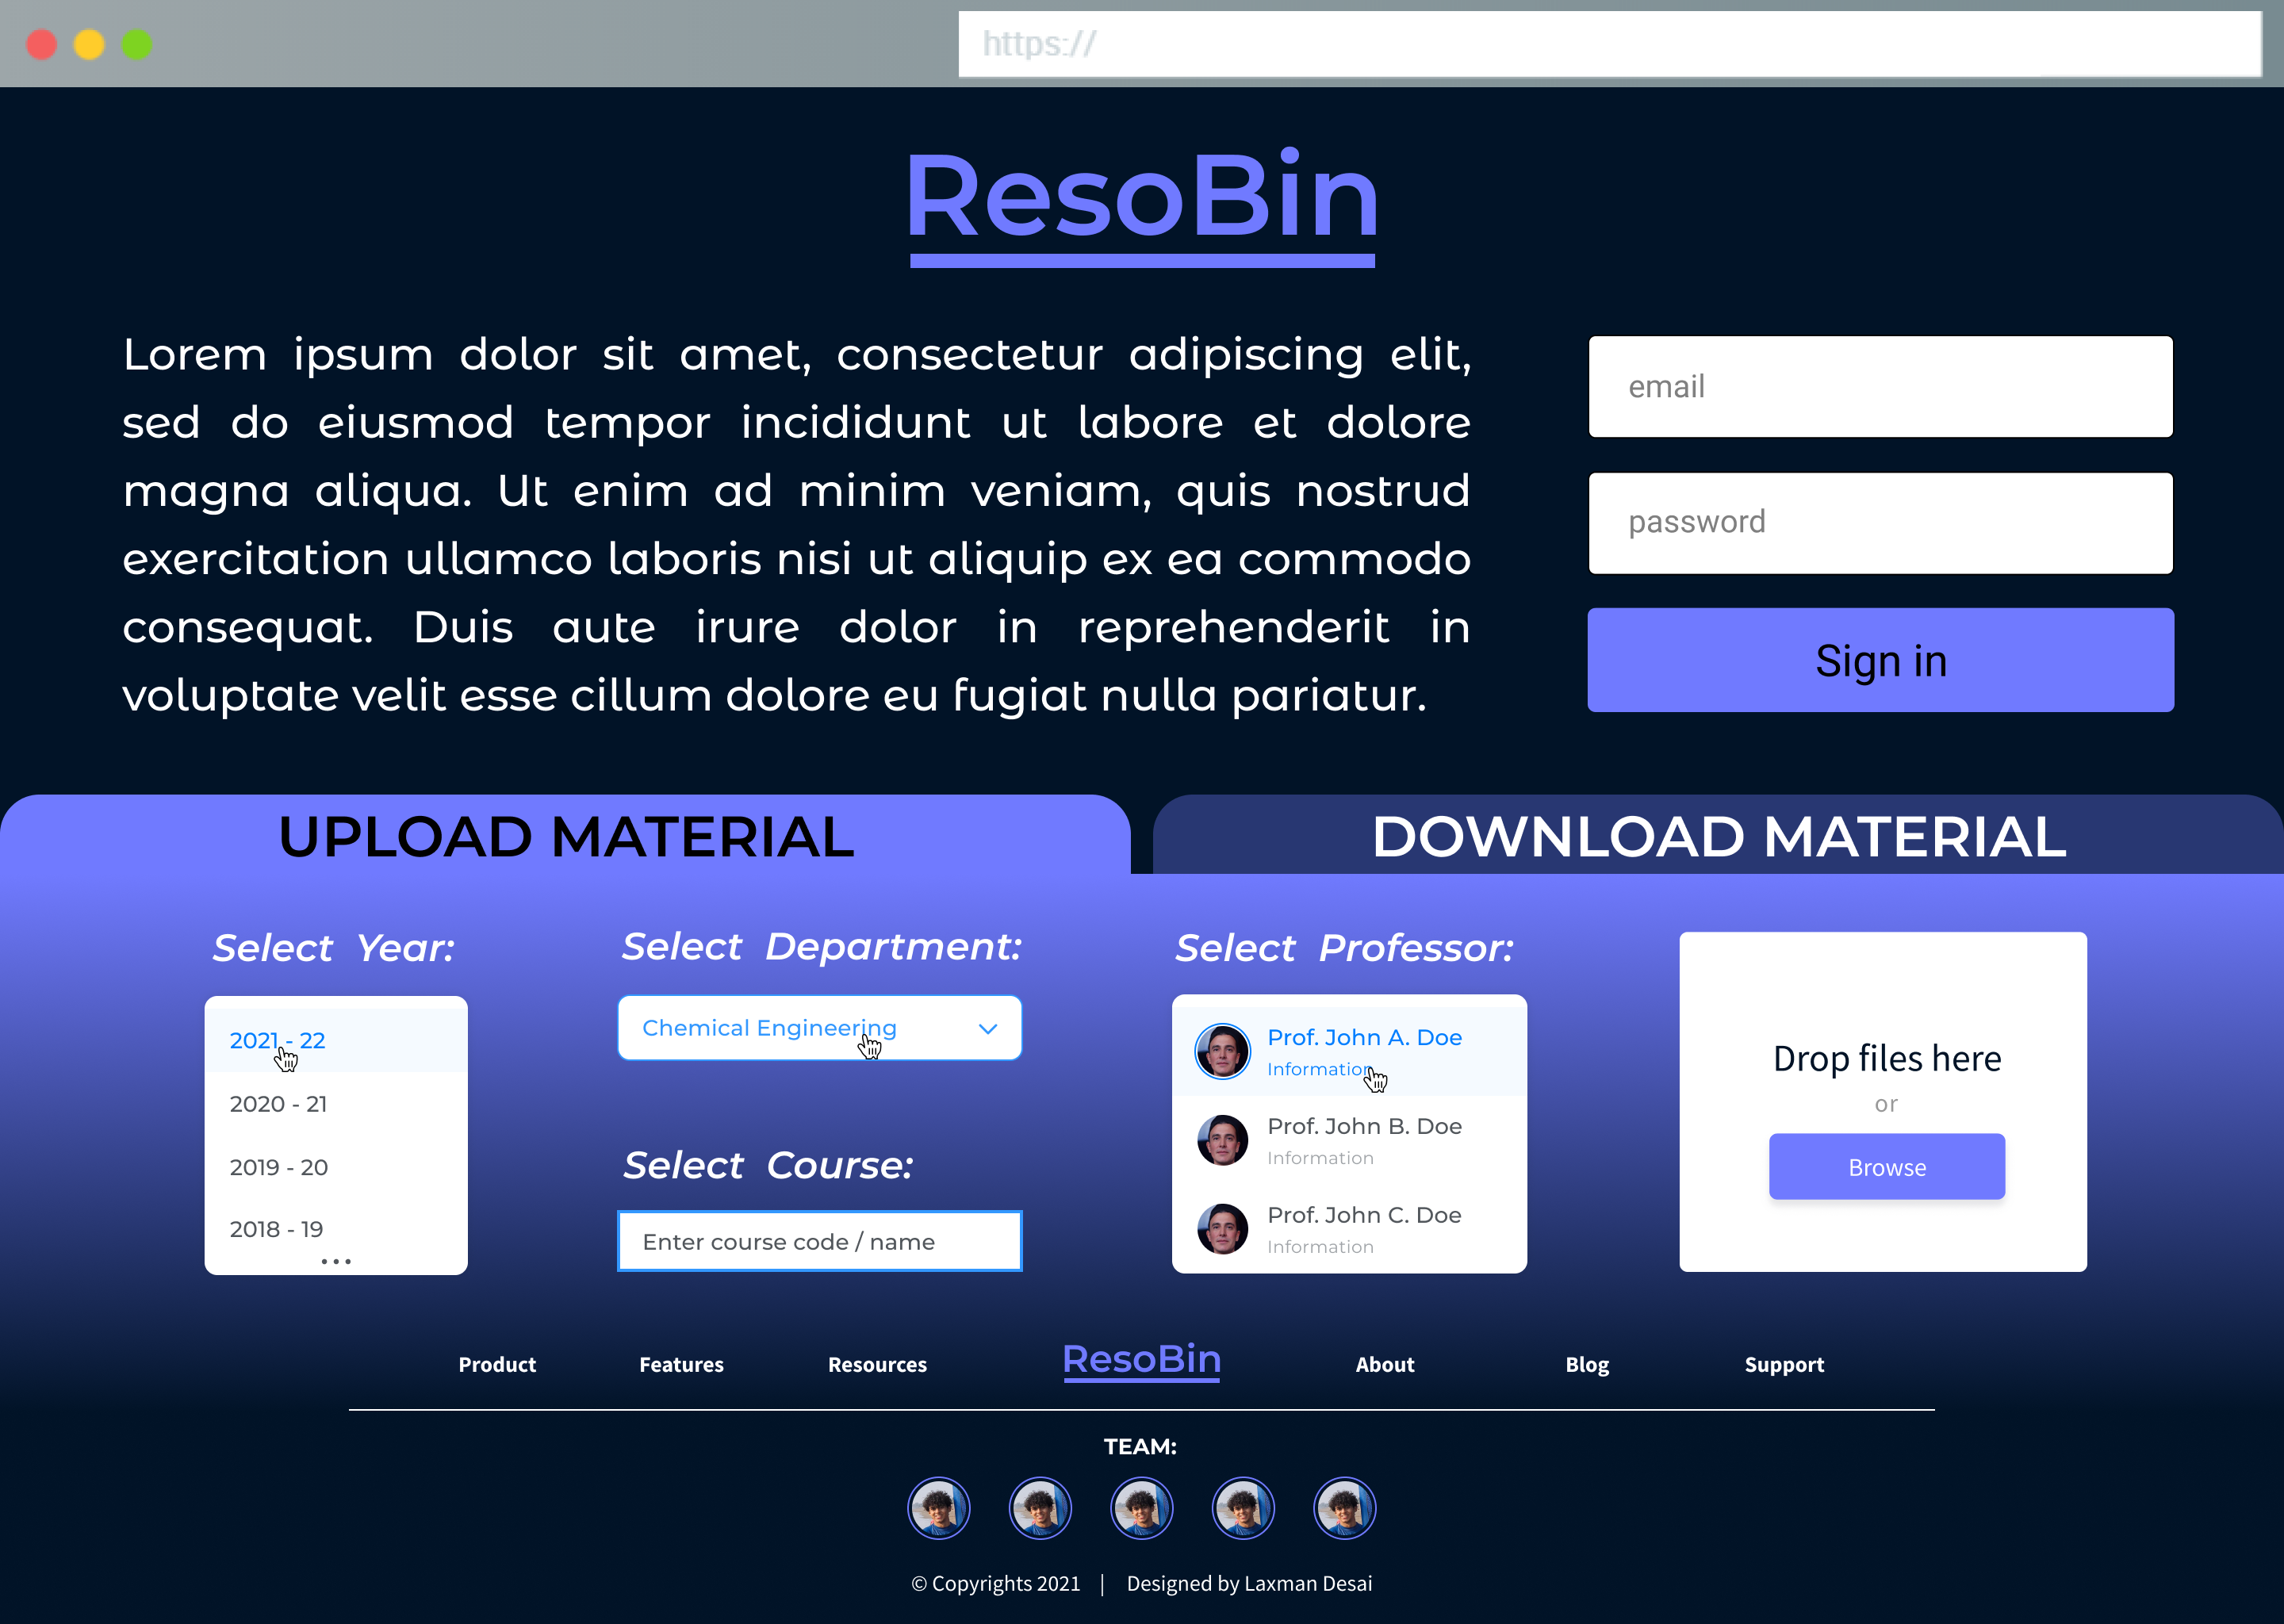 https://
ResoBin
Lorem ipsum dolor sit amet, consectetur adipiscing elit,
sed do eiusmod tempor incididunt ut labore et dolore
magna aliqua. Ut enim ad minim veniam, quis nostrud
exercitation ullamco laboris nisi ut aliquip ex ea commodo
consequat. Duis aute irure dolor in reprehenderit in
voluptate velit esse cillum dolore eu fugiat nulla pariatur.
email
password
Sign in
UPLOAD MATERIAL
DOWNLOAD MATERIAL
Select Year:
2021 - 22
2020 - 21
2019 - 20
2018 - 19
...
Select Department:
Chemical Engineering
Select Course:
Enter course code / name
Select Professor:
Prof. John A. Doe
Information
Prof. John B. Doe
Information
Prof. John C. Doe
Information
Drop files here
or
Browse
Product Features Resources ResoBin About Blog Support
TEAM:
© Copyrights 2021 | Designed by Laxman Desai